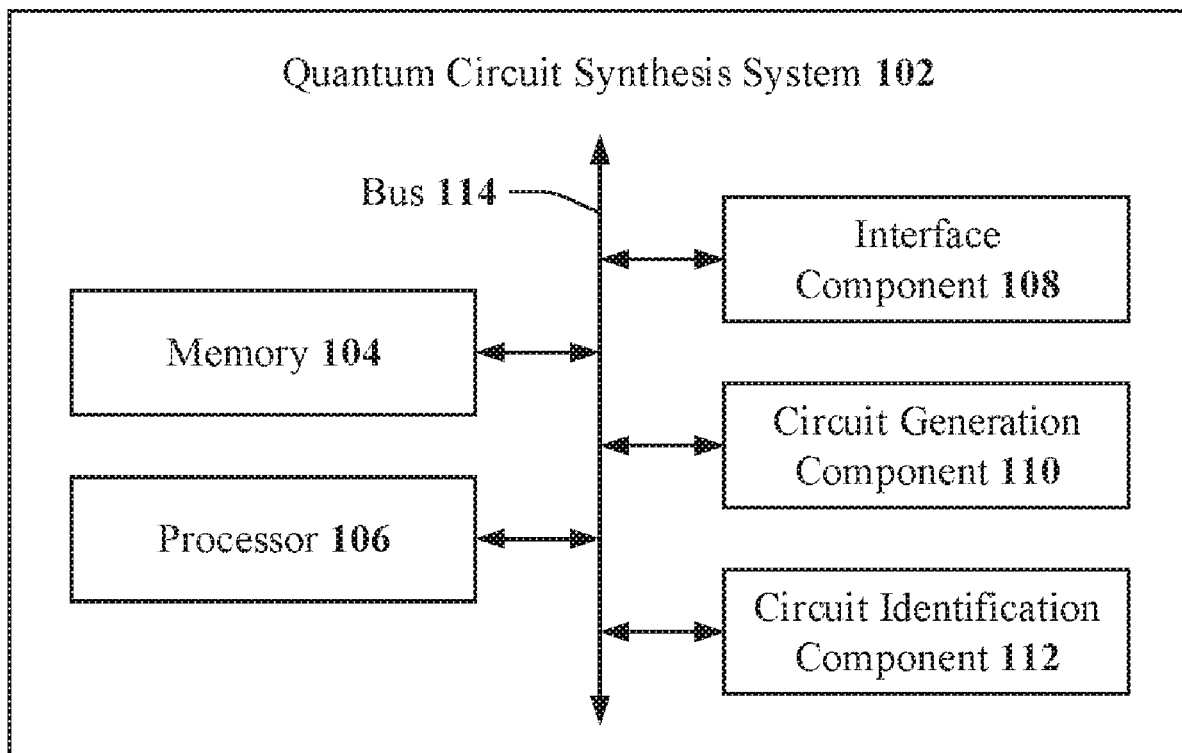 Quantum Circuit Synthesis System 102
Bus 114
Interface
Component 108
Memory 104
Circuit Generation
Component 110
Processor 106
Circuit Identification
Component 112